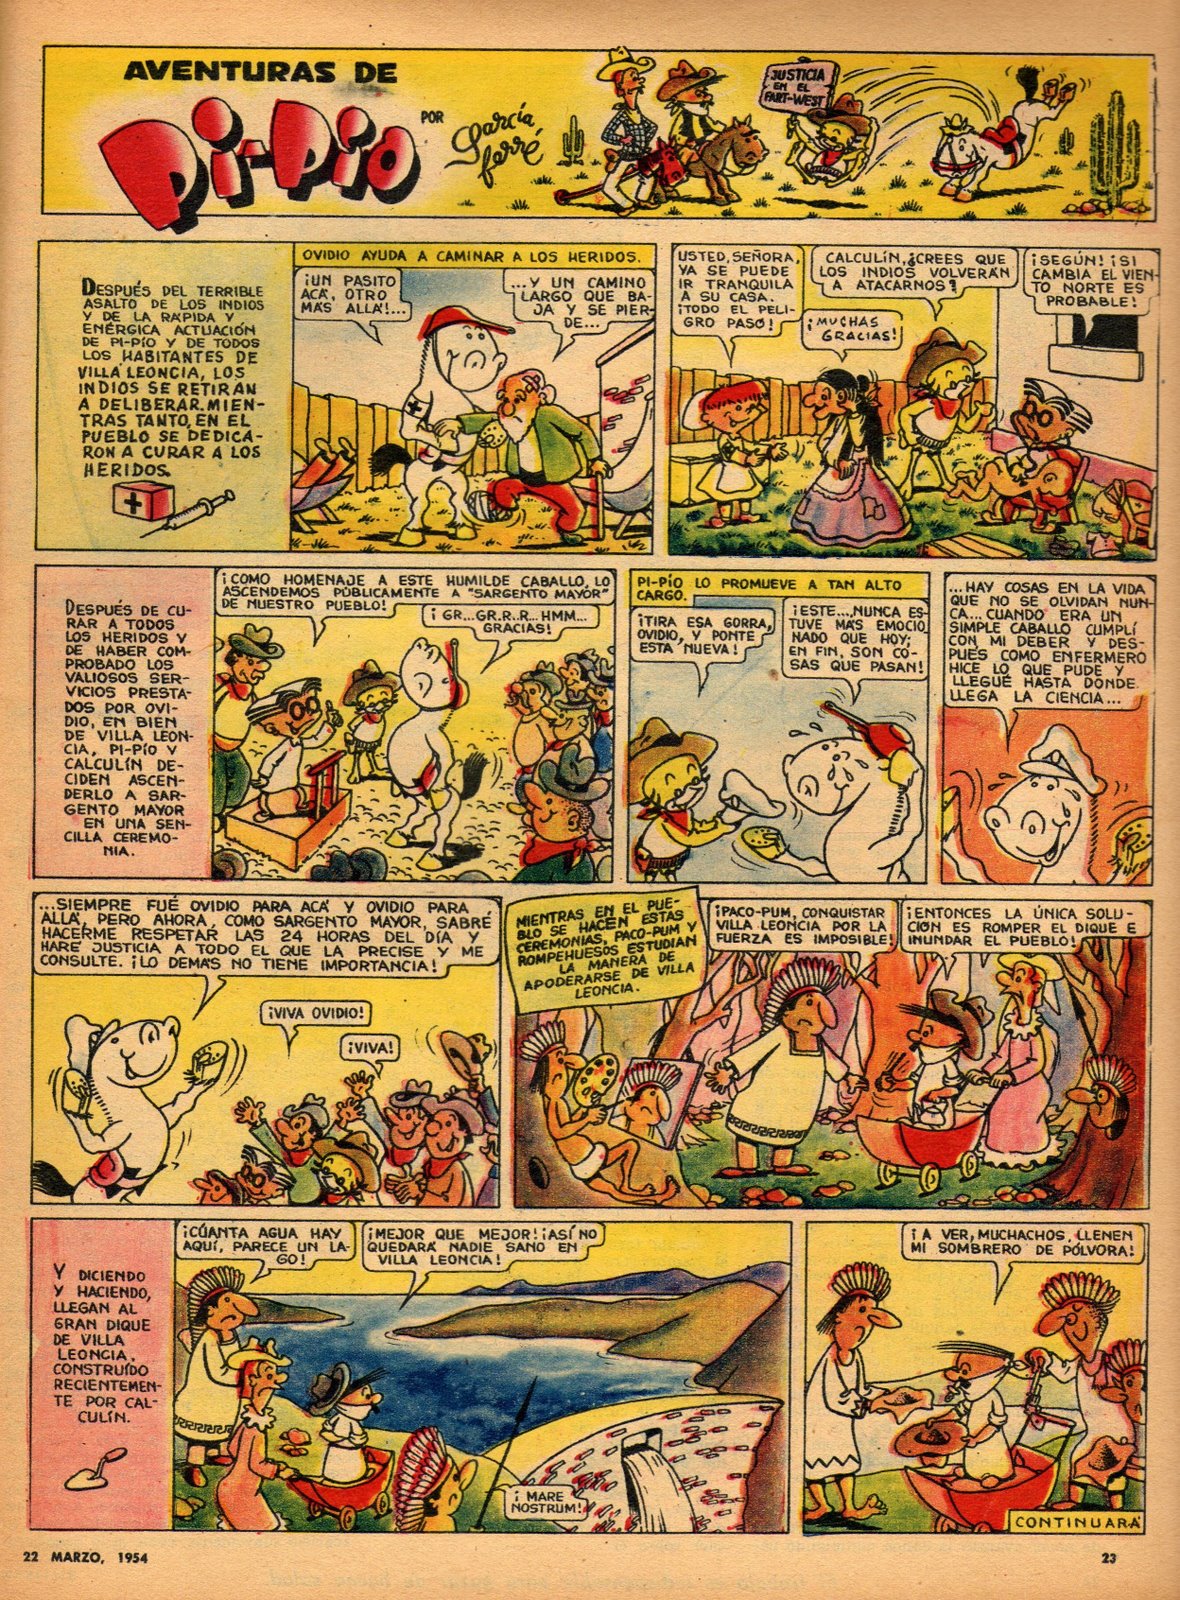 AVENTURAS DE
PI-PÍO
POR
García
Ferré
JUSTICIA
EN EL
FART-WEST
DESPUÉS DEL TERRIBLE
ASALTO DE LOS INDIOS
Y DE LA RÁPIDA Y
ENÉRGICA ACTUACIÓN
DE PI-PÍO Y DE TODOS
LOS HABITANTES DE
VILLA LEONCIA, LOS
INDIOS SE RETIRAN
A DELIBERAR. MIEN-
TRAS TANTO, EN EL
PUEBLO SE DEDICA-
RON A CURAR A LOS
HERIDOS.
OVIDIO AYUDA A CAMINAR A LOS HERIDOS.
¡UN PASITO
ACÁ, OTRO
MÁS ALLÁ!...
...Y UN CAMINO
LARGO QUE BA-
JA Y SE PIER-
DE...
USTED, SEÑORA,
YA SE PUEDE
IR TRANQUILA
A SU CASA.
¡TODO EL PELI-
GRO PASÓ!
¡MUCHAS
GRACIAS!
CALCULÍN, ¿CREES QUE
LOS INDIOS VOLVERÁN
A ATACARNOS?
¡SEGÚN! ¡SI
CAMBIA EL VIEN-
TO NORTE ES
PROBABLE!
DESPUÉS DE CU-
RAR A TODOS
LOS HERIDOS Y
DE HABER COM-
PROBADO LOS
VALIOSOS SER-
VICIOS PRESTA-
DOS POR OVI-
DIO, EN BIEN
DE VILLA LEON-
CIA, PI-PÍO Y
CALCULÍN DE-
CIDEN ASCEN-
DERLO A SAR-
GENTO MAYOR
EN UNA SEN-
CILLA CEREMO-
NIA.
¡COMO HOMENAJE A ESTE HUMILDE CABALLO, LO
ASCENDEMOS PÚBLICAMENTE A "SARGENTO MAYOR"
DE NUESTRO PUEBLO!
¡GR...GR.R.R...HMM...
GRACIAS!
PI-PÍO LO PROMUEVE A TAN ALTO
CARGO.
¡TIRA ESA GORRA,
OVIDIO, Y PONTE
ESTA NUEVA!
¡ESTE...,NUNCA ES-
TUVE MÁS EMOCIO-
NADO QUE HOY;
EN FIN, SON CO-
SAS QUE PASAN!
...HAY COSAS EN LA VIDA
QUE NO SE OLVIDAN NUN-
CA...CUANDO ERA UN
SIMPLE CABALLO CUMPLÍ
CON MI DEBER Y DES-
PUÉS COMO ENFERMERO
HICE LO QUE PUDE Y
LLEGUÉ HASTA DONDE
LLEGA LA CIENCIA...
...SIEMPRE FUÉ OVIDIO PARA ACÁ Y OVIDIO PARA
ALLÁ, PERO AHORA, COMO SARGENTO MAYOR, SABRÉ
HACERME RESPETAR LAS 24 HORAS DEL DÍA Y
HARÉ JUSTICIA A TODO EL QUE LA PRECISE Y ME
CONSULTE. ¡LO DEMÁS NO TIENE IMPORTANCIA!
¡VIVA OVIDIO!
¡VIVA!
MIENTRAS EN EL PUE-
BLO SE HACEN ESTAS
CEREMONIAS, PACO-PUM Y
ROMPEHUESOS ESTUDIAN
LA MANERA DE
APODERARSE DE VILLA
LEONCIA.
¡PACO-PUM, CONQUISTAR
VILLA LEONCIA POR LA
FUERZA ES IMPOSIBLE!
¡ENTONCES LA ÚNICA SOLU-
CIÓN ES ROMPER EL DIQUE E
INUNDAR EL PUEBLO!
Y DICIENDO
Y HACIENDO,
LLEGAN AL
GRAN DIQUE
DE VILLA
LEONCIA,
CONSTRUÍDO
RECIENTEMEN-
TE POR CAL-
CULÍN.
¡CUÁNTA AGUA HAY
AQUÍ, PARECE UN LA-
GO!
¡MEJOR QUE MEJOR! ¡ASÍ NO
QUEDARÁ NADIE SANO EN
VILLA LEONCIA!
¡MARE
NOSTRUM!
¡A VER, MUCHACHOS, LLENEN
MI SOMBRERO DE PÓLVORA!
CONTINUARÁ
22 MARZO, 1954
23